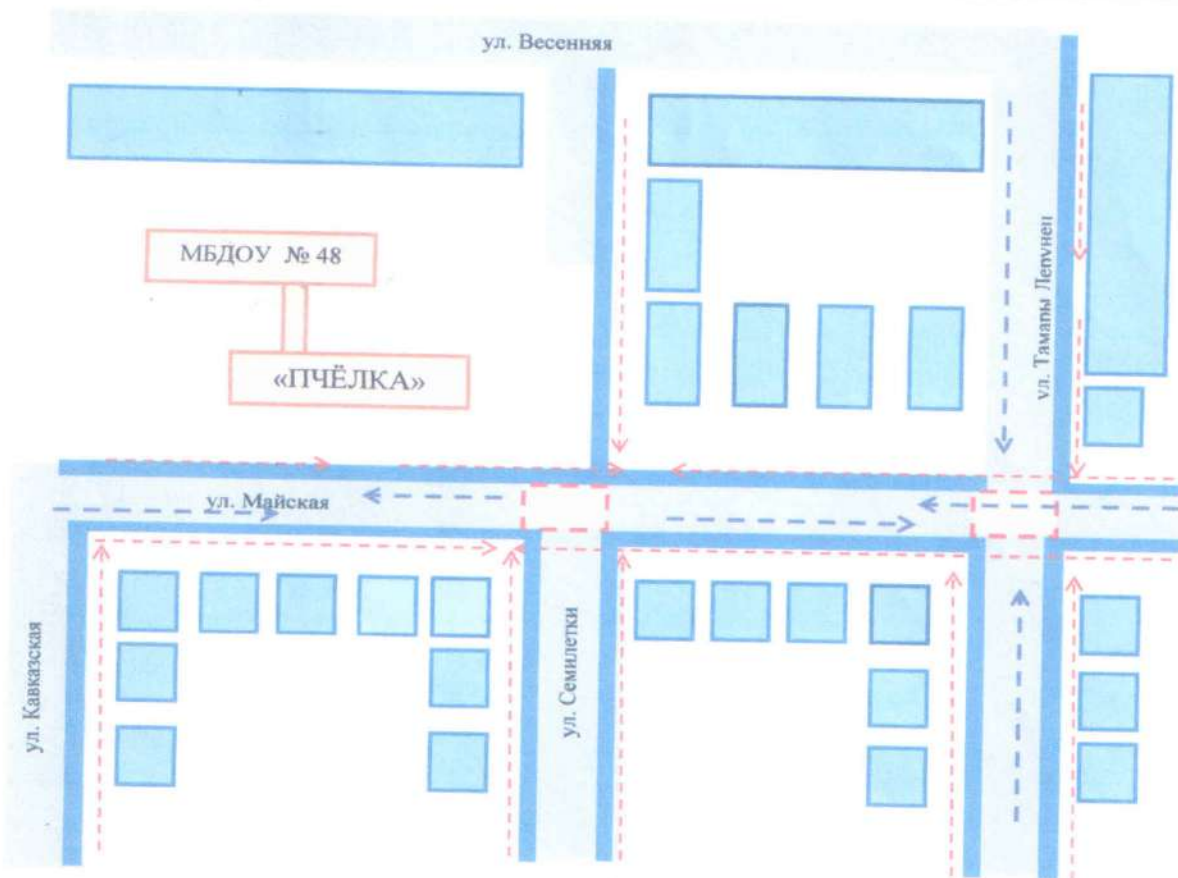 ул. Весенняя
МБДОУ № 48
«ПЧЁЛКА»
ул. Тамары Лепунец
ул. Майская
ул. Кавказская
ул. Семилетки